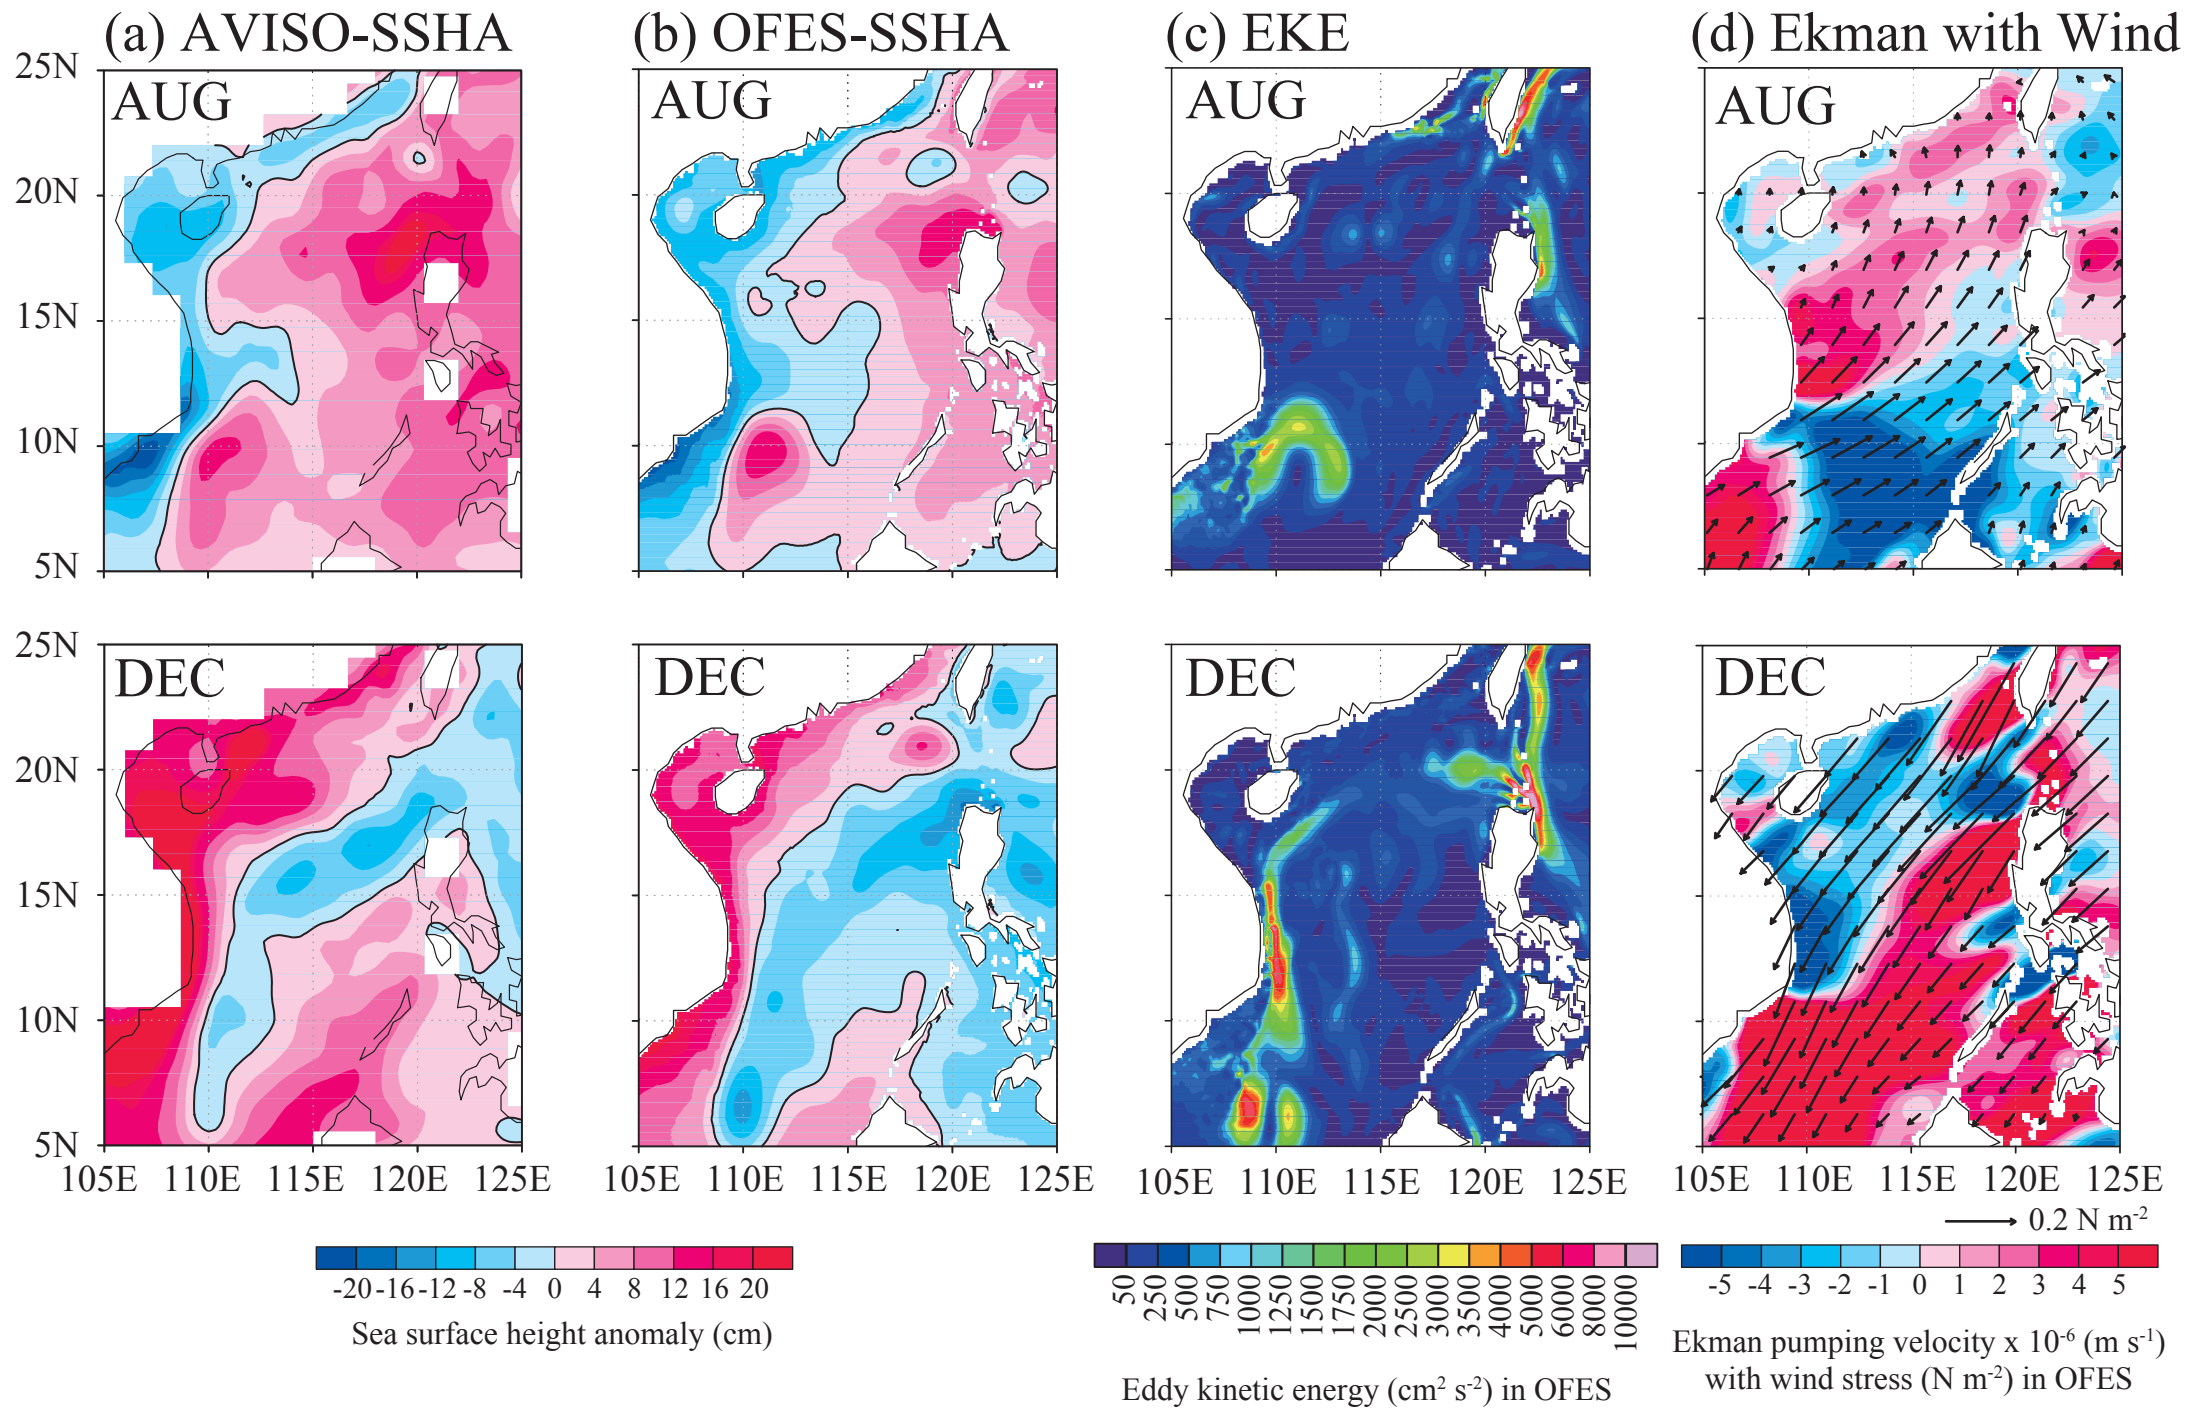 (a) AVISO-SSHA
(b) OFES-SSHA
(c) EKE
(d) Ekman with Wind
25N
20N
15N
10N
5N
AUG
AUG
AUG
AUG
25N
20N
15N
10N
5N
DEC
DEC
DEC
DEC
105E 110E 115E 120E 125E
105E 110E 115E 120E 125E
105E 110E 115E 120E 125E
105E 110E 115E 120E 125E
0.2 N m-2
-20 -16 -12 -8 -4 0 4 8 12 16 20
Sea surface height anomaly (cm)
50 250 500 750 1000 1250 1500 1750 2000 2500 3000 3500 4000 5000 6000 8000 10000
Eddy kinetic energy (cm2 s-2) in OFES
-5 -4 -3 -2 -1 0 1 2 3 4 5
Ekman pumping velocity x 10-6 (m s-1)
with wind stress (N m-2) in OFES